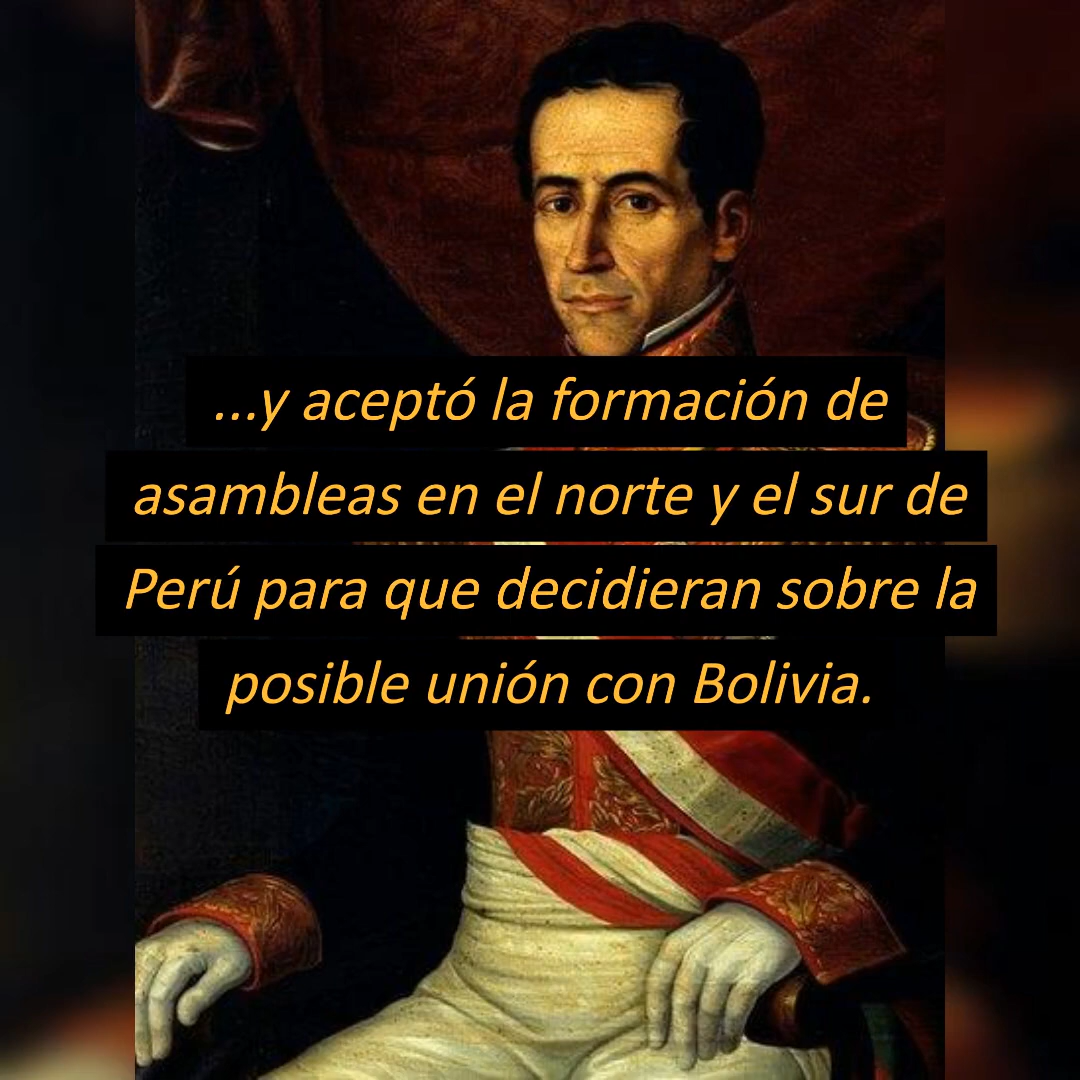 ...y aceptó la formación de
asambleas en el norte y el sur de
Perú para que decidieran sobre la
posible unión con Bolivia.